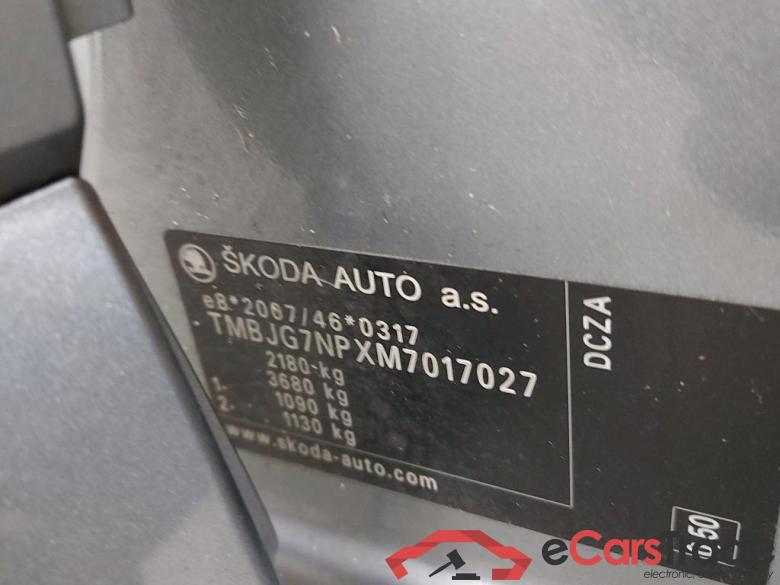 ŠKODA AUTO a.s.
e8*2007/46*0317
TMBJG7NPXM7017027
2180-kg
1- 3680 kg
2- 1090 kg
1130 kg
www.skoda-auto.com
DCZA
eCars
electronic